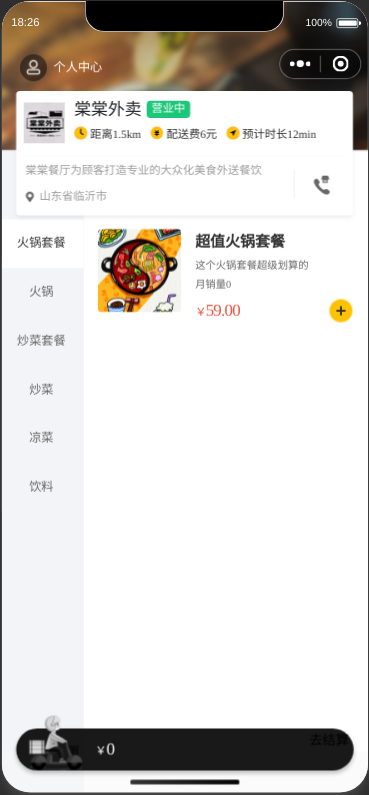 18:26
100%
个人中心
棠棠外卖
棠棠外卖 营业中
距离1.5km 配送费6元 预计时长12min
棠棠餐厅为顾客打造专业的大众化美食外送餐饮
山东省临沂市
火锅套餐
火锅
炒菜套餐
炒菜
凉菜
饮料
超值火锅套餐
这个火锅套餐超级划算的
月销量0
¥59.00
去结算
¥0